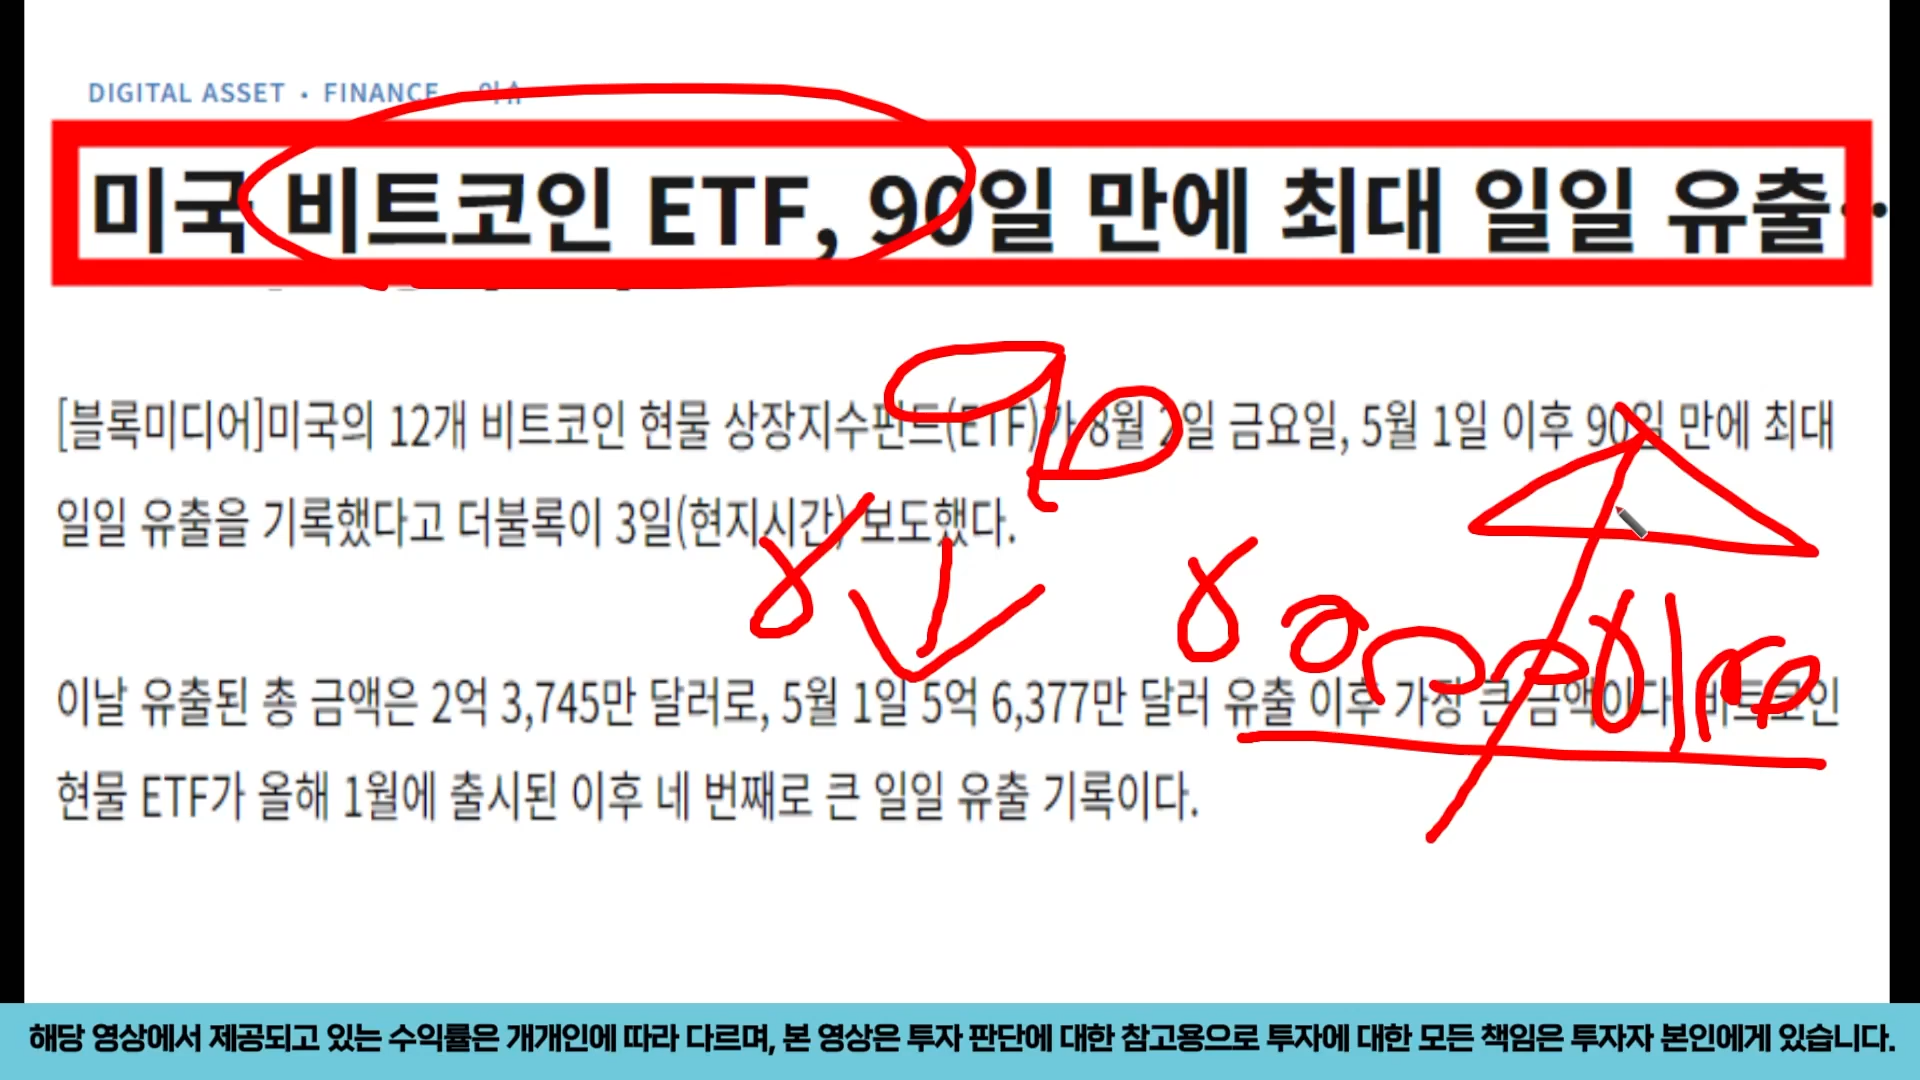 DIGITAL ASSET · FINANCE
미국 비트코인 ETF, 90일 만에 최대 일일 유출…
[블록미디어]미국의 12개 비트코인 현물 상장지수펀드(ETF)가 8월 2일 금요일, 5월 1일 이후 90일 만에 최대
90
일일 유출을 기록했다고 더블록이 3일(현지시간) 보도했다.
이날 유출된 총 금액은 2억 3,745만 달러로, 5월 1일 5억 6,377만 달러 유출 이후 가장 큰 금액이다. 비트코인
현물 ETF가 올해 1월에 출시된 이후 네 번째로 큰 일일 유출 기록이다.
해당 영상에서 제공되고 있는 수익률은 개개인에 따라 다르며, 본 영상은 투자 판단에 대한 참고용으로 투자에 대한 모든 책임은 투자자 본인에게 있습니다.